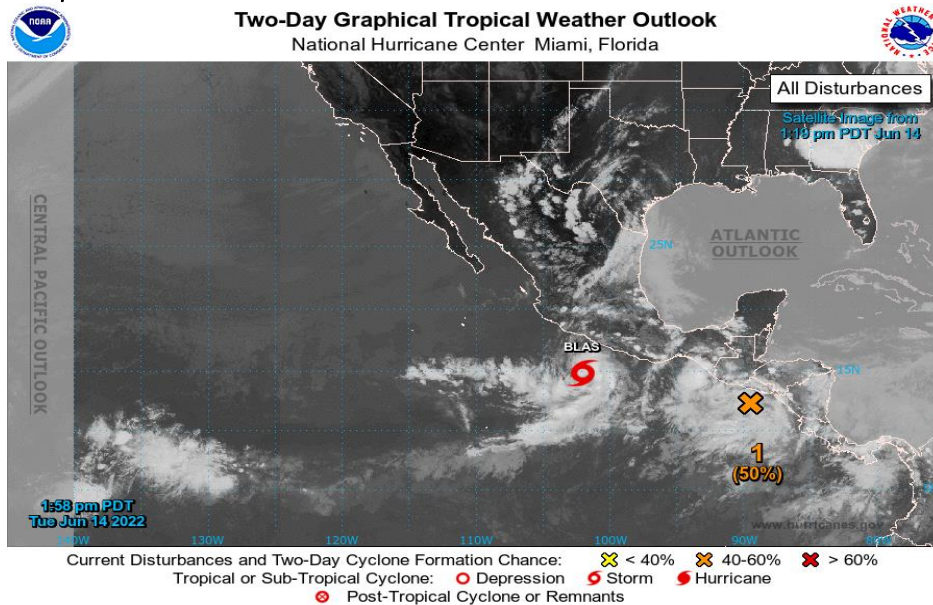 Two-Day Graphical Tropical Weather Outlook
National Hurricane Center Miami, Florida
NOAA
All Disturbances
Satellite Image from
1:19 pm PDT Jun 14
CENTRAL PACIFIC OUTLOOK
ATLANTIC
OUTLOOK
25N
BLAS
15N
1
(50%)
1:58 pm PDT
Tue Jun 14 2022
www.hurricanes.gov
140W 130W 120W 110W 100W 90W 80W
Current Disturbances and Two-Day Cyclone Formation Chance: < 40% 40-60% > 60%
Tropical or Sub-Tropical Cyclone: Depression Storm Hurricane
Post-Tropical Cyclone or Remnants